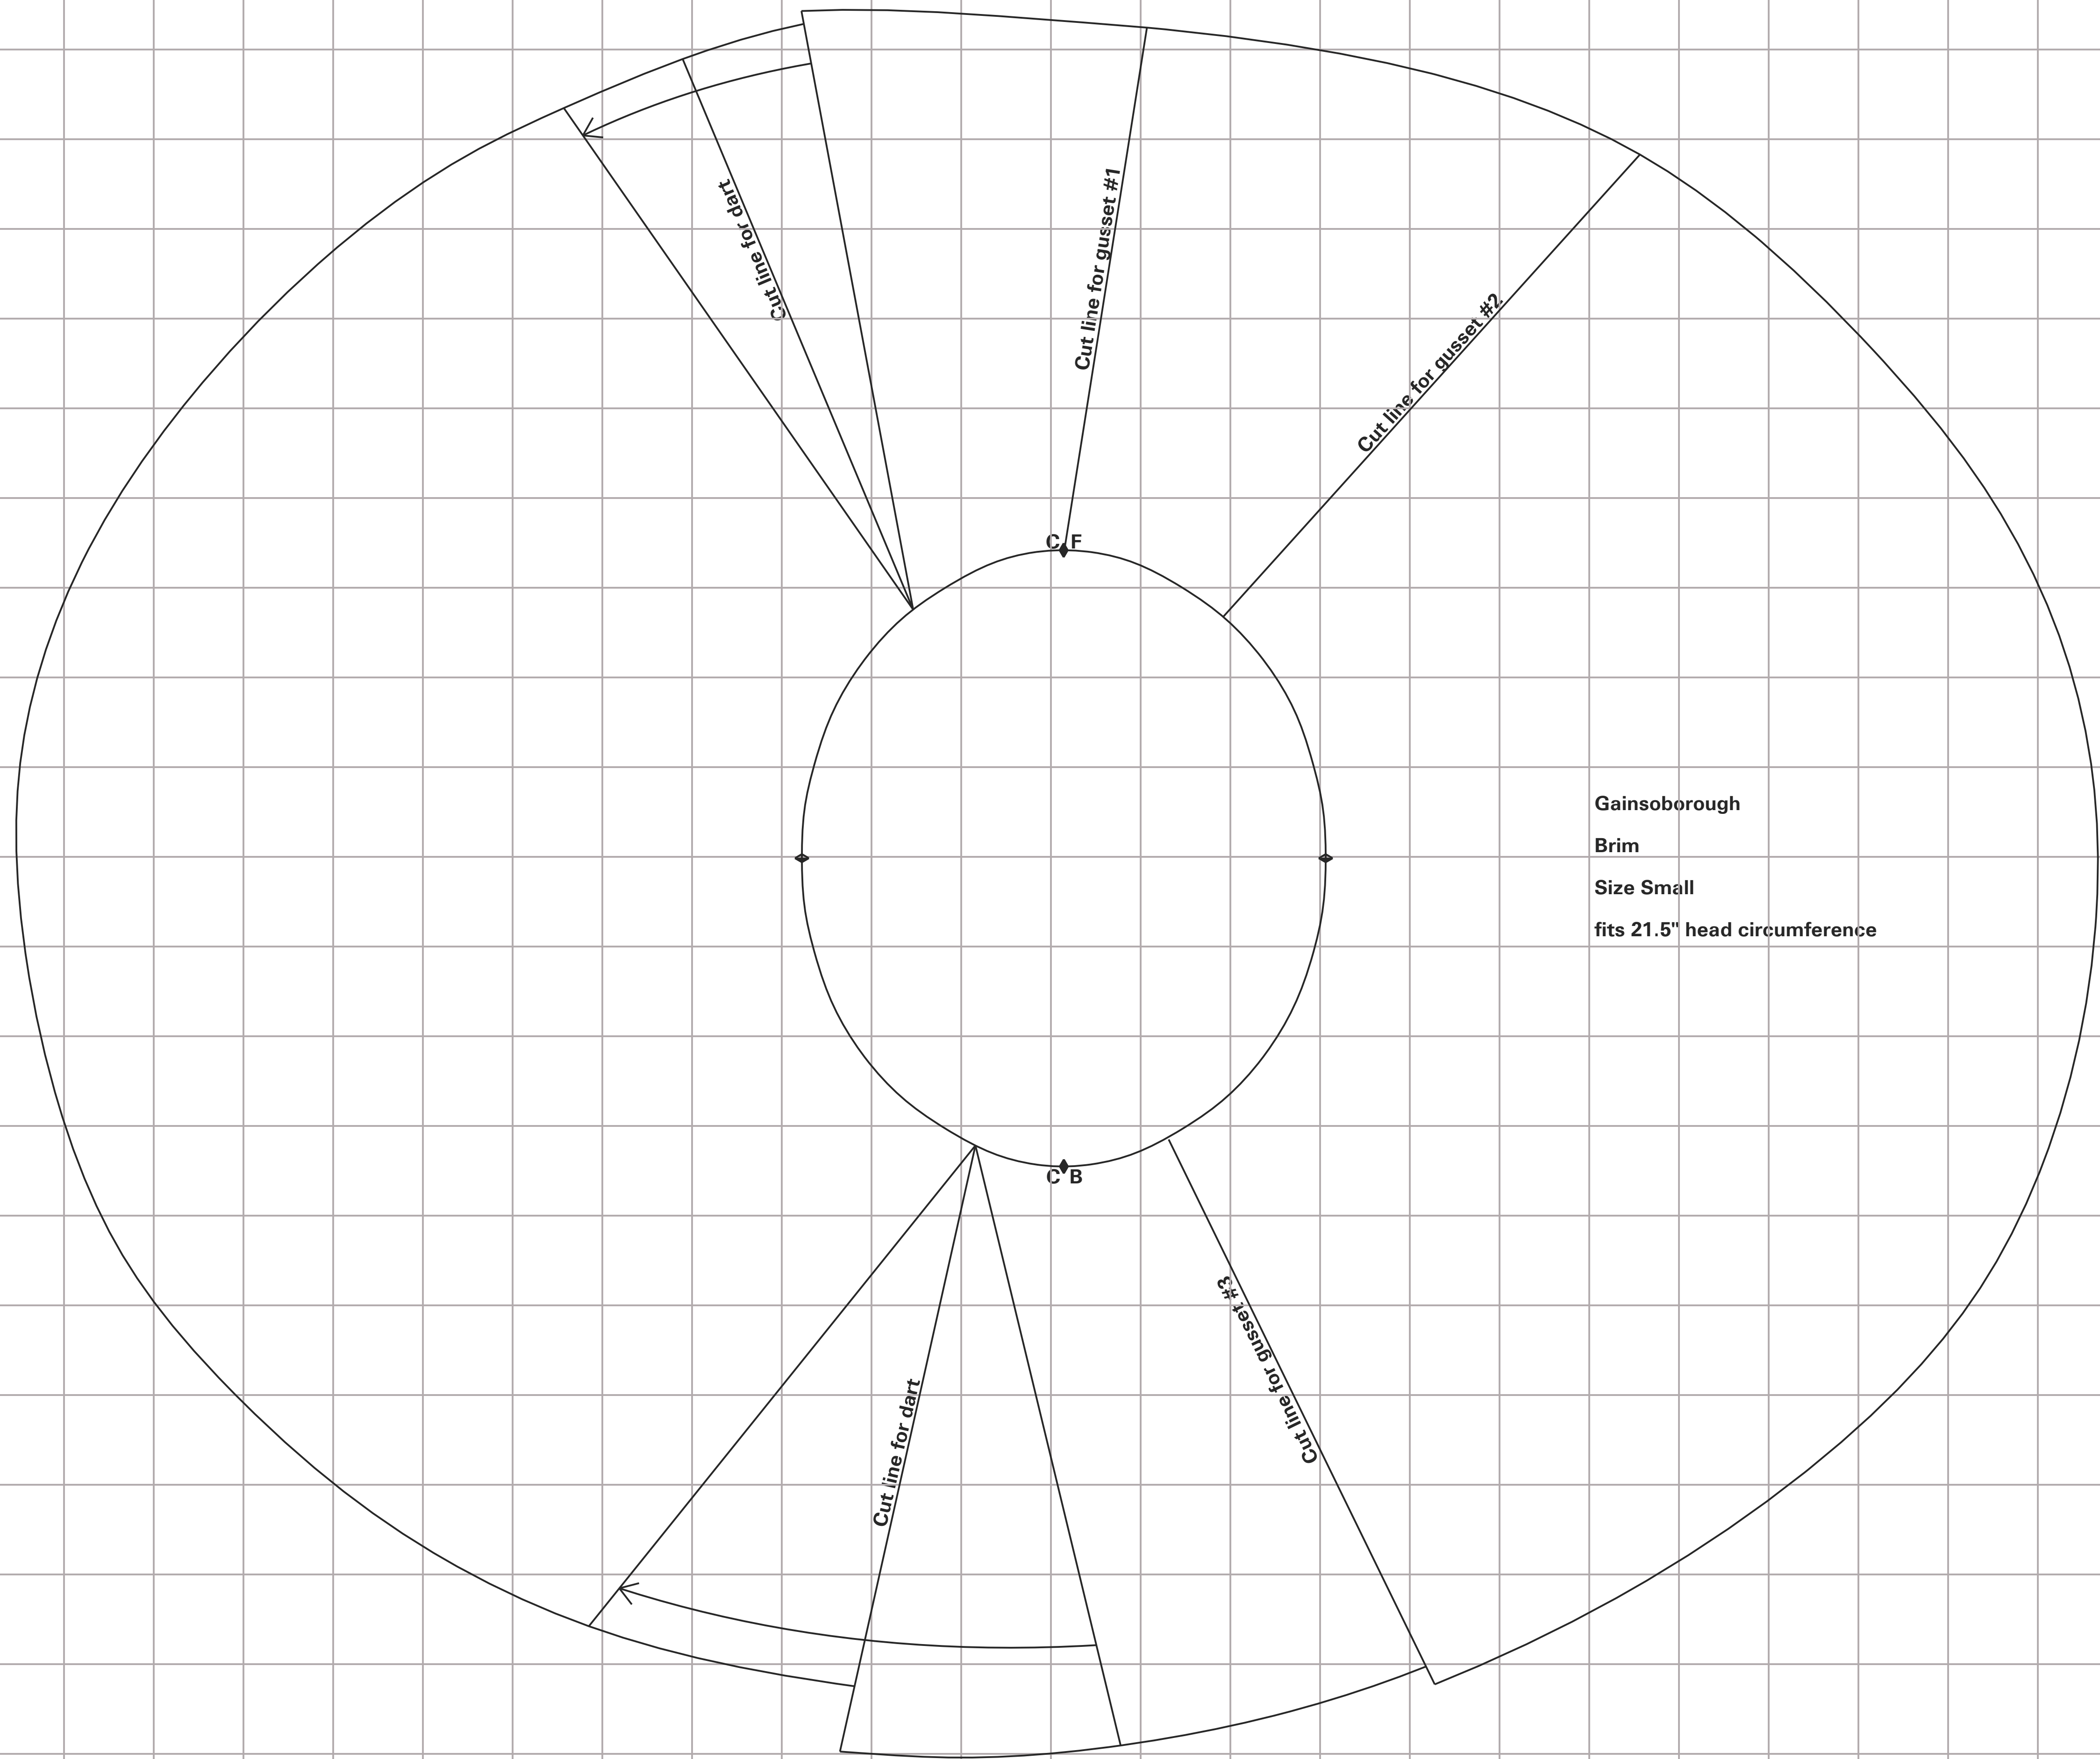 Cut line for dart
Cut line for gusset #1
Cut line for gusset #2
C F
Gainsoborough
Brim
Size Small
fits 21.5" head circumference
C B
Cut line for gusset #3
Cut line for dart